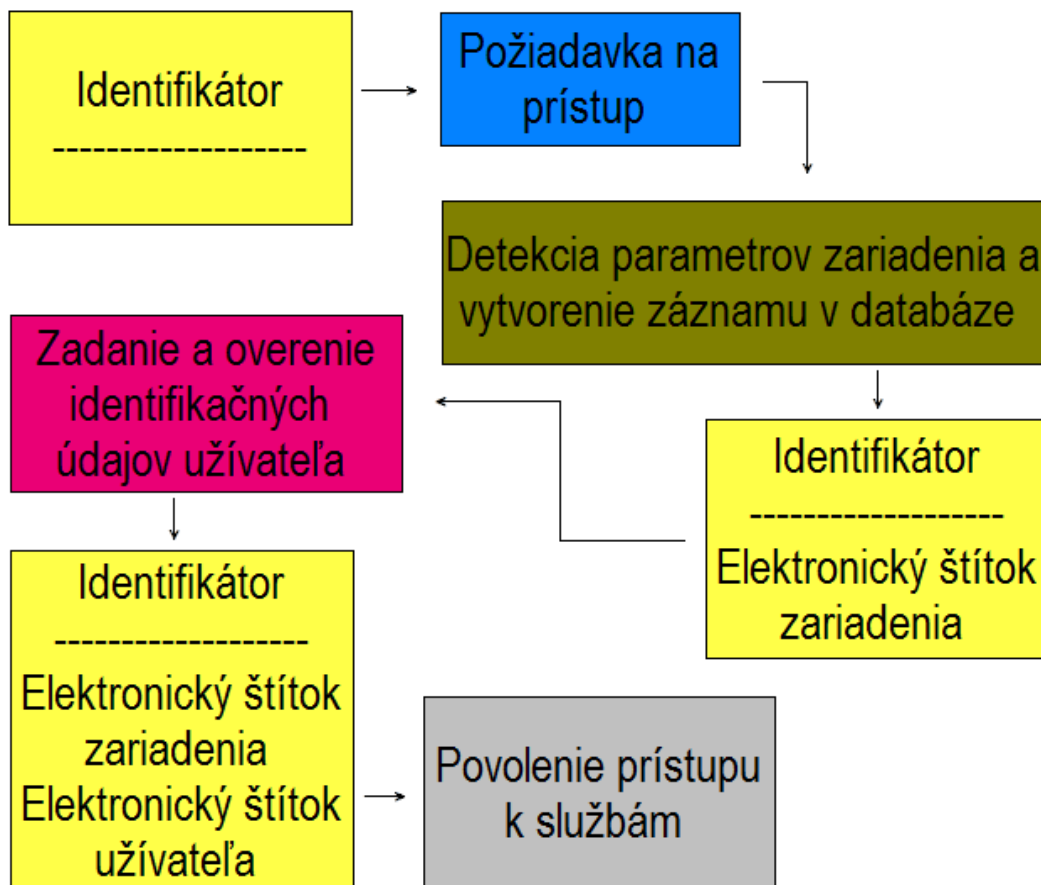 Identifikátor
-------------------
Požiadavka na
prístup
Detekcia parametrov zariadenia a
vytvorenie záznamu v databáze
Identifikátor
-------------------
Elektronický štítok
zariadenia
Zadanie a overenie
identifikačných
údajov užívateľa
Identifikátor
-------------------
Elektronický štítok
zariadenia
Elektronický štítok
užívateľa
Povolenie prístupu
k službám